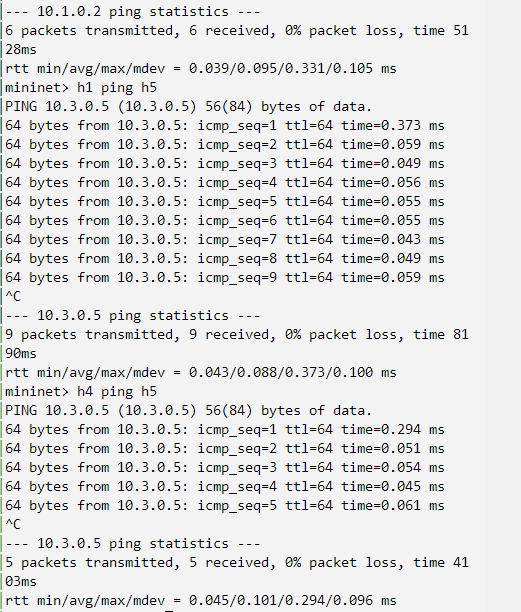 --- 10.1.0.2 ping statistics ---
6 packets transmitted, 6 received, 0% packet loss, time 51
28ms
rtt min/avg/max/mdev = 0.039/0.095/0.331/0.105 ms
mininet> h1 ping h5
PING 10.3.0.5 (10.3.0.5) 56(84) bytes of data.
64 bytes from 10.3.0.5: icmp_seq=1 ttl=64 time=0.373 ms
64 bytes from 10.3.0.5: icmp_seq=2 ttl=64 time=0.059 ms
64 bytes from 10.3.0.5: icmp_seq=3 ttl=64 time=0.049 ms
64 bytes from 10.3.0.5: icmp_seq=4 ttl=64 time=0.056 ms
64 bytes from 10.3.0.5: icmp_seq=5 ttl=64 time=0.055 ms
64 bytes from 10.3.0.5: icmp_seq=6 ttl=64 time=0.055 ms
64 bytes from 10.3.0.5: icmp_seq=7 ttl=64 time=0.043 ms
64 bytes from 10.3.0.5: icmp_seq=8 ttl=64 time=0.049 ms
64 bytes from 10.3.0.5: icmp_seq=9 ttl=64 time=0.059 ms
^C
--- 10.3.0.5 ping statistics ---
9 packets transmitted, 9 received, 0% packet loss, time 81
90ms
rtt min/avg/max/mdev = 0.043/0.088/0.373/0.100 ms
mininet> h4 ping h5
PING 10.3.0.5 (10.3.0.5) 56(84) bytes of data.
64 bytes from 10.3.0.5: icmp_seq=1 ttl=64 time=0.294 ms
64 bytes from 10.3.0.5: icmp_seq=2 ttl=64 time=0.051 ms
64 bytes from 10.3.0.5: icmp_seq=3 ttl=64 time=0.054 ms
64 bytes from 10.3.0.5: icmp_seq=4 ttl=64 time=0.045 ms
64 bytes from 10.3.0.5: icmp_seq=5 ttl=64 time=0.061 ms
^C
--- 10.3.0.5 ping statistics ---
5 packets transmitted, 5 received, 0% packet loss, time 41
03ms
rtt min/avg/max/mdev = 0.045/0.101/0.294/0.096 ms